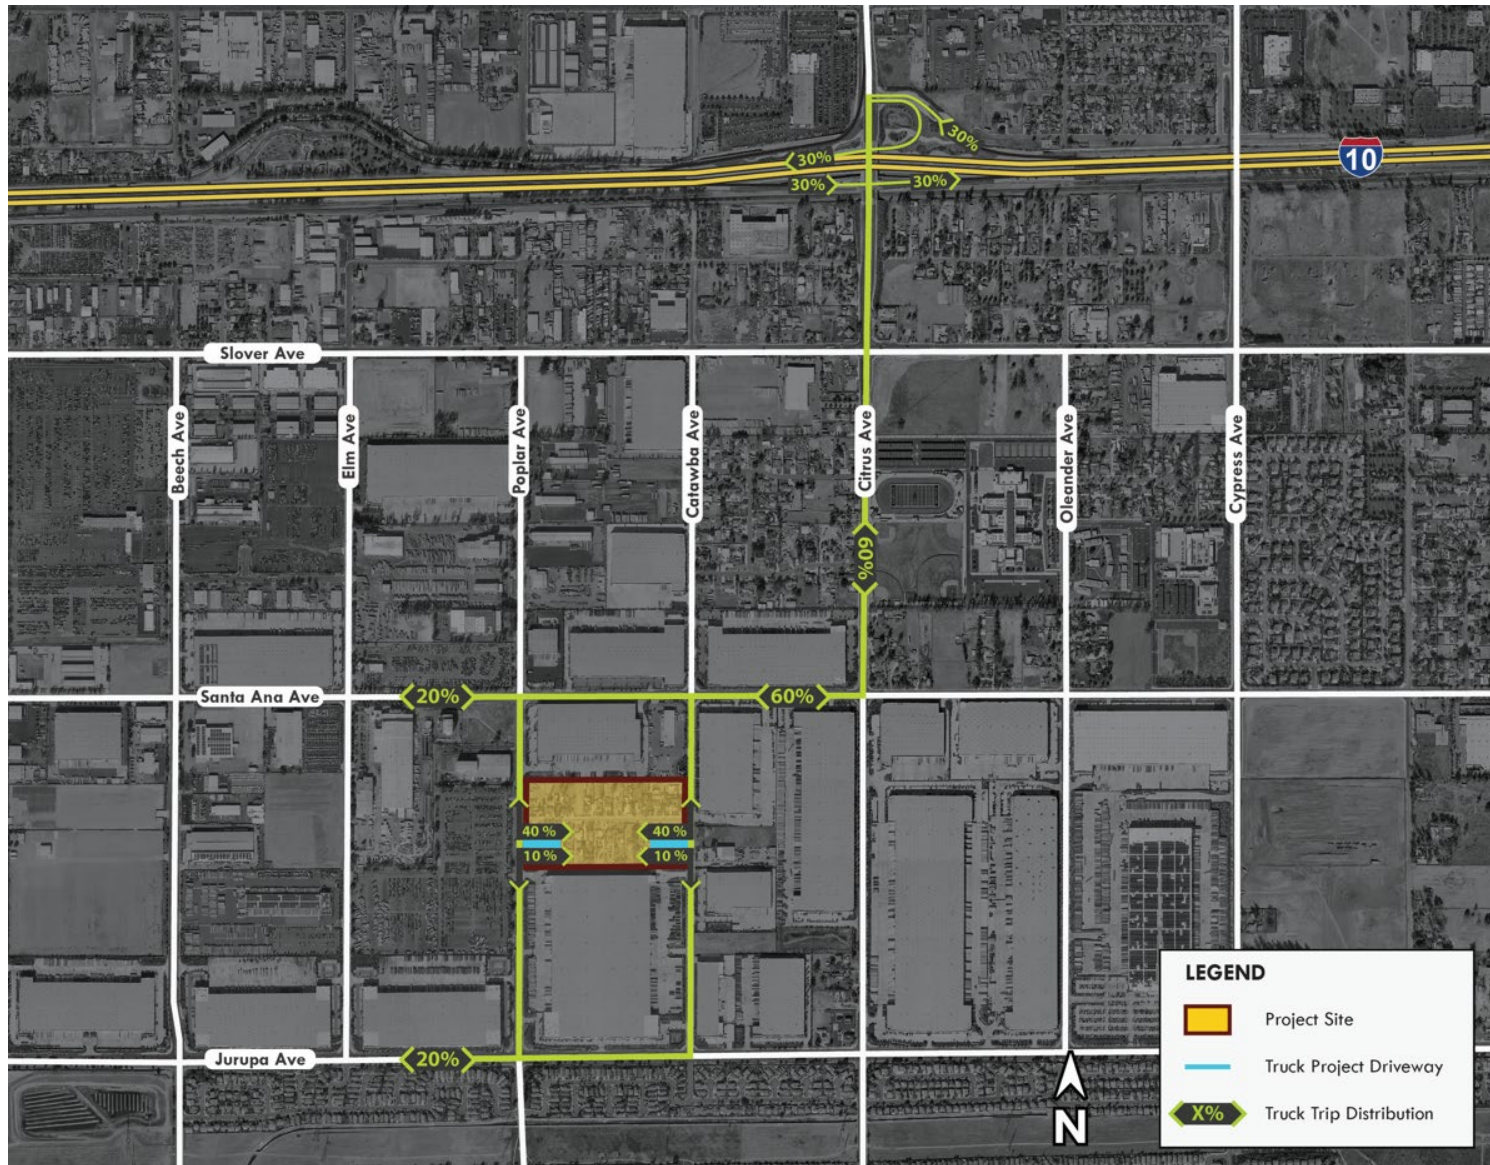 30%
30%
30%
30%
10
Slover Ave
Beech Ave
Elm Ave
Poplar Ave
Catawba Ave
Citrus Ave
Oleander Ave
Cypress Ave
60%
Santa Ana Ave
20%
60%
40 %
40 %
10 %
10 %
Jurupa Ave
20%
N
LEGEND
Project Site
Truck Project Driveway
X%
Truck Trip Distribution